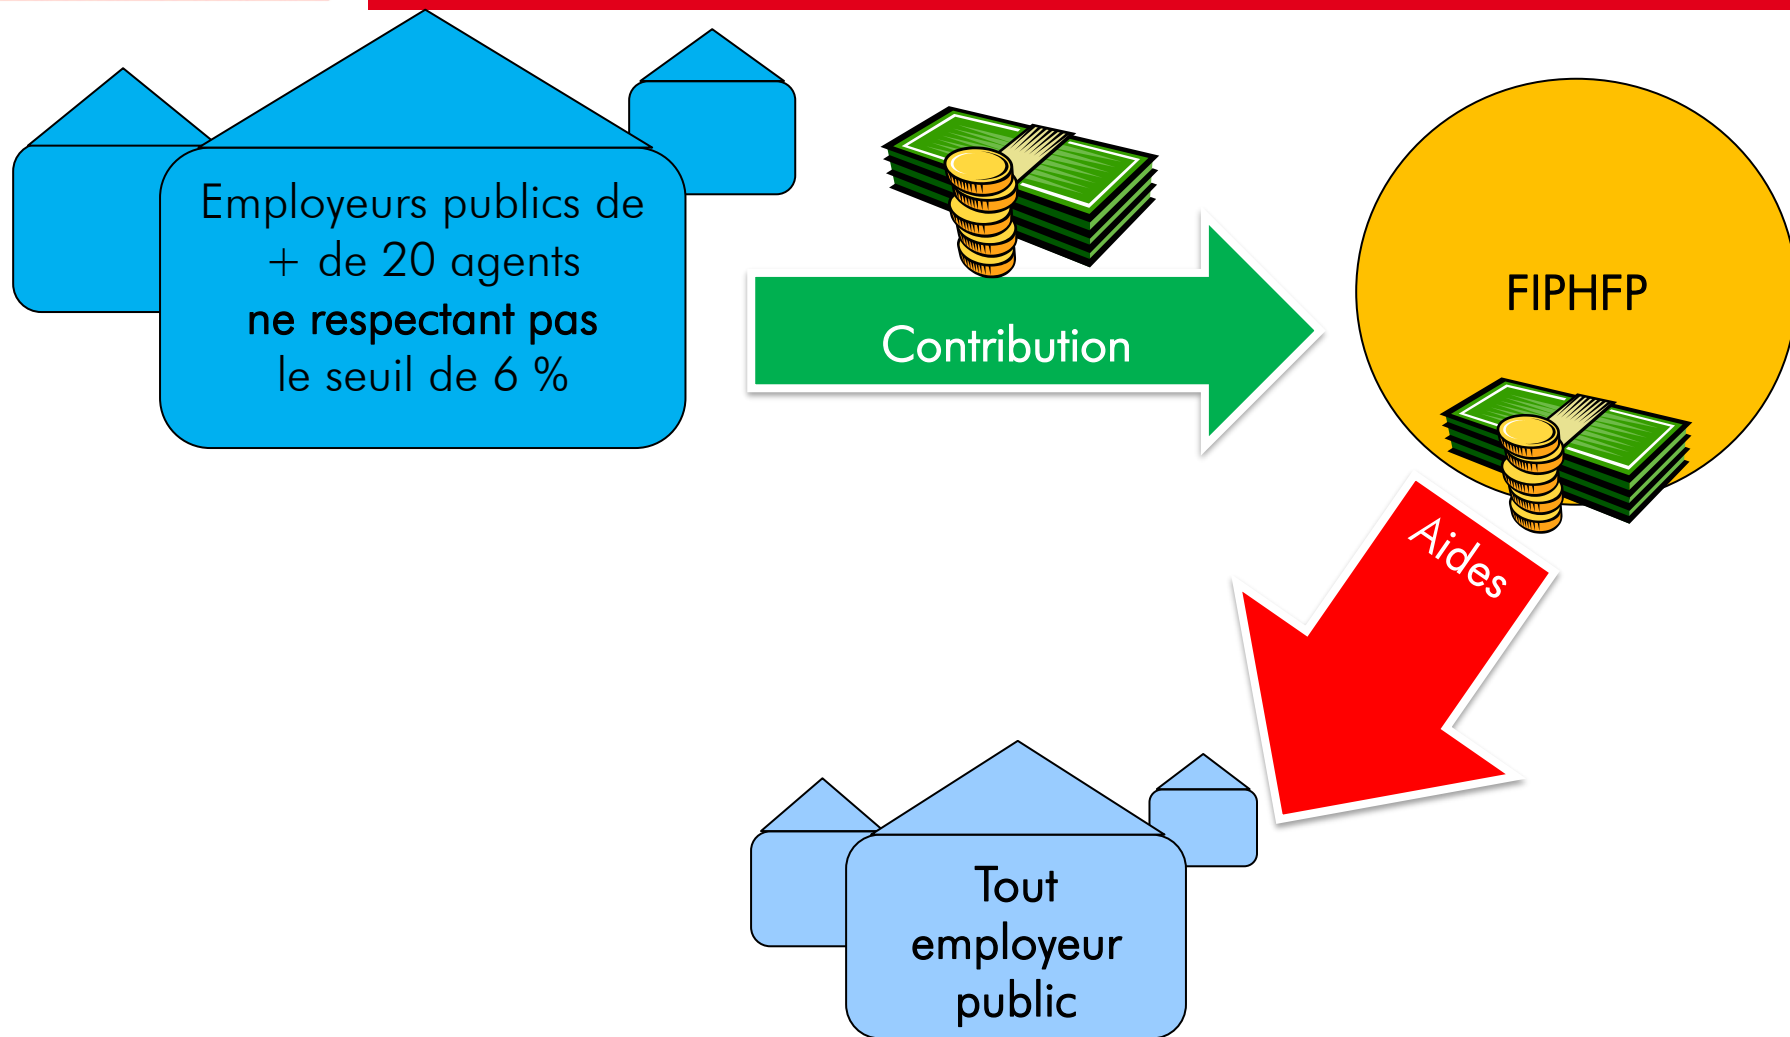 Employeurs publics de
+ de 20 agents
ne respectant pas
le seuil de 6 %
Contribution
FIPHFP
Aides
Tout
employeur
public